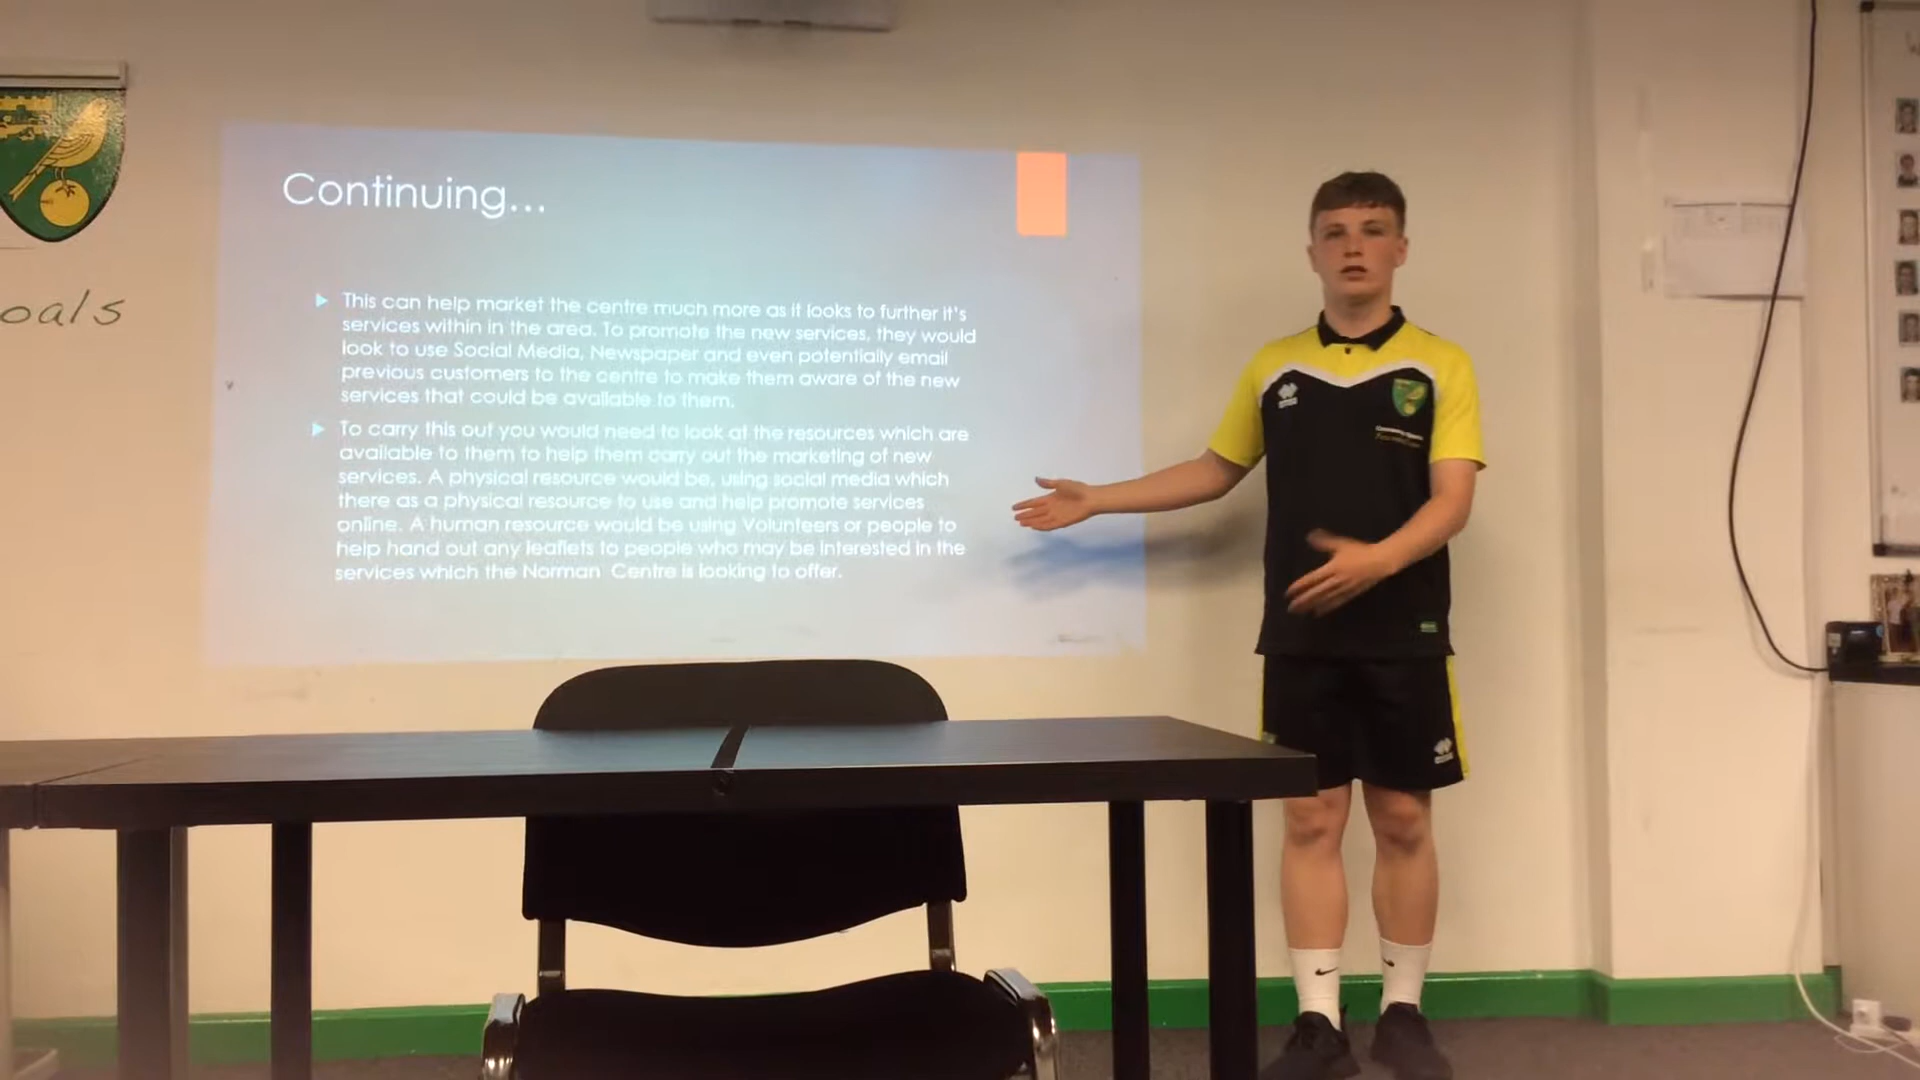 Continuing...
This can help market the centre much more as it looks to further it's
services within in the area. To promote the new services, they would
look to use Social Media, Newspaper and even potentially email
previous customers to the centre to make them aware of the new
services that could be available to them.
To carry this out you would need to look at the resources which are
available to them to help them carry out the marketing of new
services. A physical resource would be, using social media which
there as a physical resource to use and help promote services
online. A human resource would be using Volunteers or people to
help hand out any leaflets to people who may be interested in the
services which the Norman Centre is looking to offer.
oals